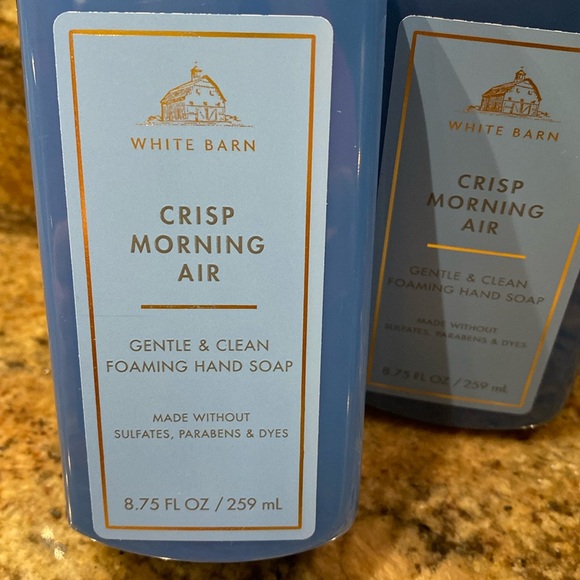 WHITE BARN
CRISP
MORNING
AIR
GENTLE & CLEAN
FOAMING HAND SOAP
MADE WITHOUT
SULFATES, PARABENS & DYES
8.75 FL OZ / 259 mL
WHITE BARN
CRISP
MORNING
AIR
GENTLE & CLEAN
FOAMING HAND SOAP
MADE WITHOUT
SULFATES, PARABENS & DYES
8.75 FL OZ / 259 mL